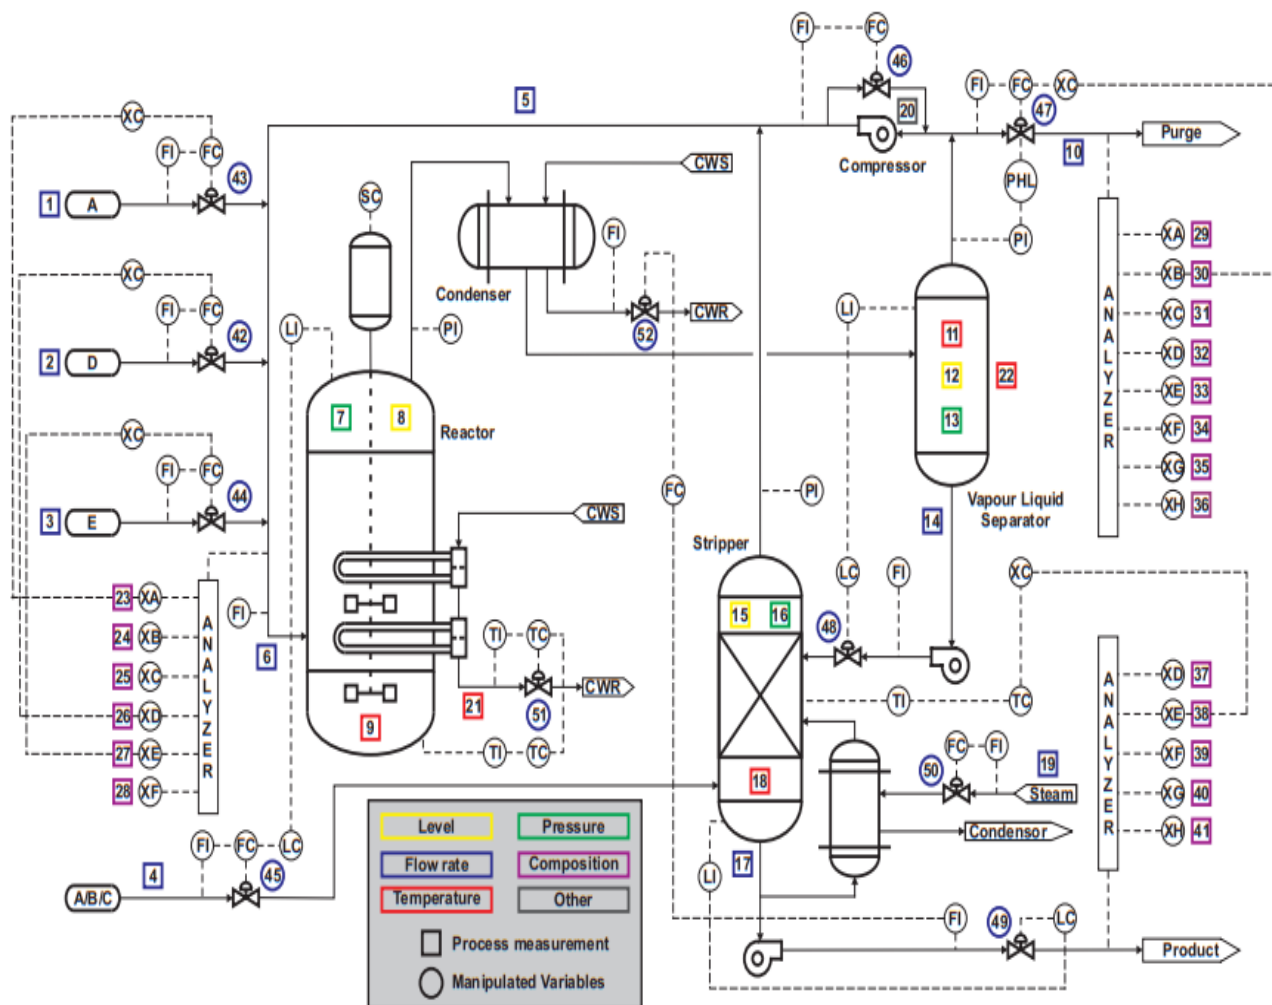 FI FC
46
5
FI FC XC
XC
20
47
Purge
FI FC
43
Compressor
10
CWS
1 A
SC
PHL
XA 29
FI
PI
XC
XB 30
FI FC
Condenser
ANALYZER
XC 31
42
LI
PI
CWR
LI
11
52
XD 32
2 D
12 22
XE 33
7 8
13
XF 34
XC
Reactor
XG 35
FI FC
44
FC
PI
Vapour Liquid
Separator
XH 36
3 E
CWS
14
Stripper
LC FI XC
23 XA
ANALYZER
FI
15 16
24 XB
48
6
TI TC
25 XC
ANALYZER
XD 37
26 XD
21
CWR
TI TC
XE 38
51
9
27 XE
TI TC
XF 39
28 XF
18
50
FC FI
19
Steam
XG 40
Level Pressure
Condensor
XH 41
FI FC LC
Flow rate Composition
17
4
45
LI
A/B/C
Temperature Other
FI
49
LC
Process measurement
Product
Manipulated Variables